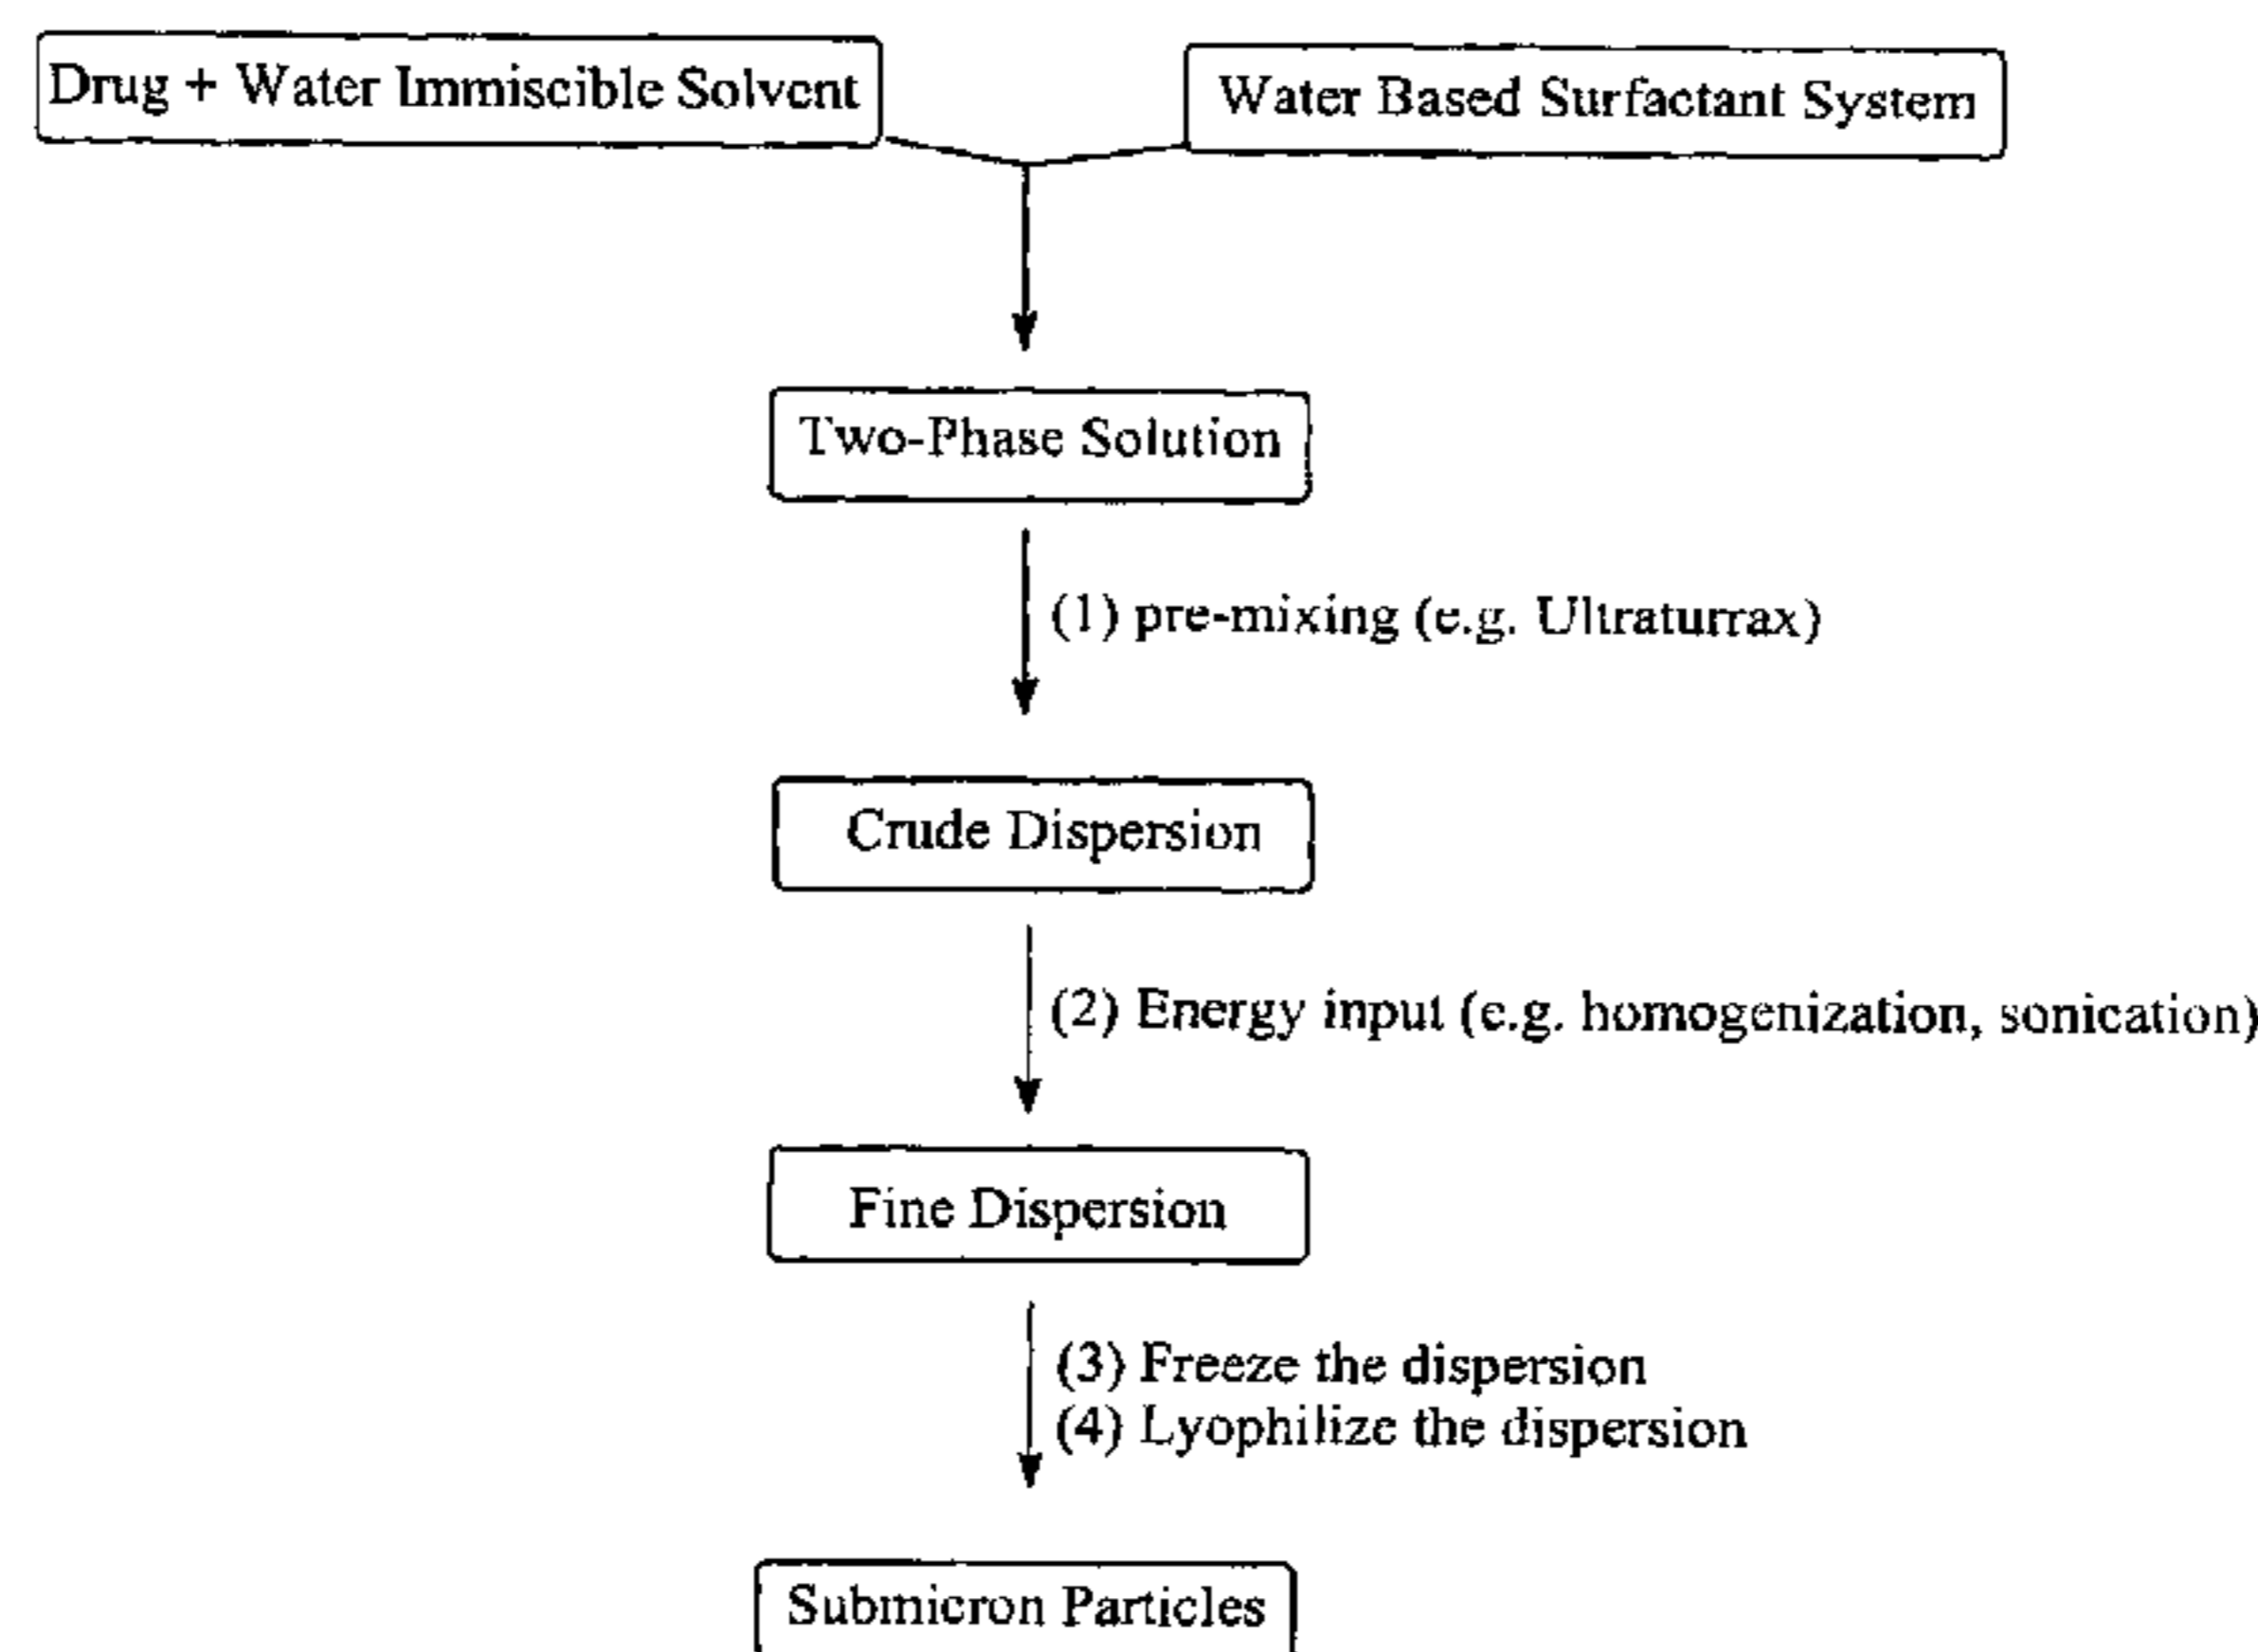 Drug + Water Immiscible Solvent
Water Based Surfactant System
Two-Phase Solution
(1) pre-mixing (e.g. Ultraturrax)
Crude Dispersion
(2) Energy input (e.g. homogenization, sonication)
Fine Dispersion
(3) Freeze the dispersion
(4) Lyophilize the dispersion
Submicron Particles